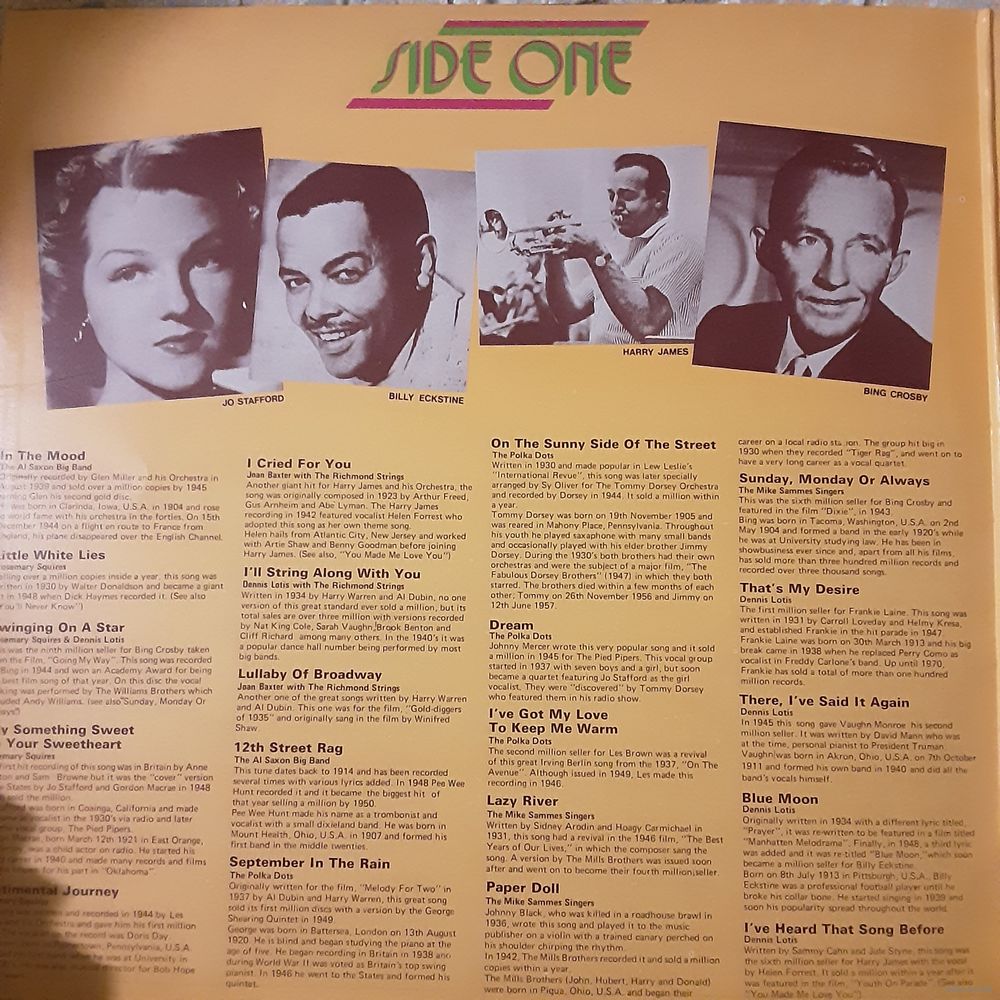 SIDE ONE
JO STAFFORD
BILLY ECKSTINE
HARRY JAMES
BING CROSBY
In The Mood
The Al Saxon Big Band
Originally recorded by Glen Miller and his Orchestra in
August 1939 and sold over a million copies by 1945
Glen his second gold disc.
was born in Clarinda, Iowa, U.S.A. in 1904 and rose
world fame with his orchestra in the forties. On 15th
December 1944 on a flight en route to France from
England, his plane disappeared over the English Channel.
ittle White Lies
osemary Squires
elling over a million copies inside a year, this song was
ritten in 1930 by Walter Donaldson and became a giant
t in 1948 when Dick Haymes recorded it. (See also
You'll Never Know")
winging On A Star
semary Squires & Dennis Lotis
was the ninth million seller for Bing Crosby taken
m the Film, "Going My Way". This song was recorded
Bing in 1944 and won an Academy Award for being
best film song of that year. On this disc the vocal
king was performed by The Williams Brothers which
uded Andy Williams. (see also "Sunday, Monday Or
ways")
y Something Sweet
Your Sweetheart
emary Squires
first hit recording of this song was in Britain by Anne
ton and Sam Browne but it was the "cover" version
States by Jo Stafford and Gordon Macrae in 1948
sold the million.
was born in Coainga, California and made
vocalist in the 1930's via radio and later
vocal group, The Pied Pipers.
born March 12th 1921 in East Orange,
was a child actor on radio. He started his
career in 1940 and made many records and films
for his part in "Oklahoma"
timental Journey
Squires
and recorded in 1944 by Les
and gave him his first million
the record was Doris Day.
town, Pennsylvania, U.S.A.
was at University in
director for Bob Hope
I Cried For You
Joan Baxter with The Richmond Strings
Another giant hit for Harry James and his Orchestra, the
song was originally composed in 1923 by Arthur Freed,
Gus Arnheim and Abe Lyman. The Harry James
recording in 1942 featured vocalist Helen Forrest who
adopted this song as her own theme song.
Helen hails from Atlantic City, New Jersey and worked
with Artie Shaw and Benny Goodman before joining
Harry James. (See also, "You Made Me Love You")
I'll String Along With You
Dennis Lotis with The Richmond Strings
Written in 1934 by Harry Warren and Al Dubin, no one
version of this great standard ever sold a million, but its
total sales are over three million with versions recorded
by Nat King Cole, Sarah Vaughn, Brook Benton and
Cliff Richard among many others. In the 1940's it was
a popular dance hall number being performed by most
big bands.
Lullaby Of Broadway
Joan Baxter with The Richmond Strings
Another one of the great songs written by Harry Warren
and Al Dubin. This one was for the film, "Gold-diggers
of 1935" and originally sang in the film by Winifred
Shaw
12th Street Rag
The Al Saxon Big Band
This tune dates back to 1914 and has been recorded
several times with various lyrics added. In 1948 Pee Wee
Hunt recorded it and it became the biggest hit of
that year selling a million by 1950.
Pee Wee Hunt made his name as a trombonist and
vocalist with a small dixieland band. He was born in
Mount Health, Ohio, U.S.A. in 1907 and formed his
first band in the middle twenties.
September In The Rain
The Polka Dots
Originally written for the film, "Melody For Two" in
1937 by Al Dubin and Harry Warren, this great song
sold its first million discs with a version by the George
Shearing Quintet in 1949.
George was born in Battersea, London on 13th August
1920. He is blind and began studying the piano at the
age of five. He began recording in Britain in 1938 and
during World War II was voted as Britain's top swing
pianist. In 1946 he went to the States and formed his
quintet.
On The Sunny Side Of The Street
The Polka Dots
Written in 1930 and made popular in Lew Leslie's
"International Revue", this song was later specially
arranged by Sy Oliver for The Tommy Dorsey Orchestra
and recorded by Dorsey in 1944. It sold a million within
a year.
Tommy Dorsey was born on 19th November 1905 and
was reared in Mahony Place, Pennsylvania. Throughout
his youth he played saxophone with many small bands
and occasionally played with his elder brother Jimmy
Dorsey. During the 1930's both brothers had their own
orchestras and were the subject of a major film, "The
Fabulous Dorsey Brothers" (1947) in which they both
starred. The brothers died within a few months of each
other; Tommy on 26th November 1956 and Jimmy on
12th June 1957.
Dream
The Polka Dots
Johnny Mercer wrote this very popular song and it sold
a million in 1945 for The Pied Pipers. This vocal group
started in 1937 with seven boys and a girl, but soon
became a quartet featuring Jo Stafford as the girl
vocalist. They were "discovered" by Tommy Dorsey
who featured them in his radio show.
I've Got My Love
To Keep Me Warm
The Polka Dots
The second million seller for Les Brown was a revival
of this great Irving Berlin song from the 1937, "On The
Avenue". Although issued in 1949, Les made this
recording in 1946.
Lazy River
The Mike Sammes Singers
Written by Sidney Arodin and Hoagy Carmichael in
1931, this song had a revival in the 1946 film, "The Best
Years of Our Lives," in which the composer sang the
song. A version by The Mills Brothers was issued soon
after and went on to become their fourth million seller.
Paper Doll
The Mike Sammes Singers
Johnny Black, who was killed in a roadhouse brawl in
1936, wrote this song and played it to the music
publisher on a violin with a trained canary perched on
his shoulder chirping the rhythm.
In 1942, The Mills Brothers recorded it and sold a million
copies within a year.
The Mills Brothers (John, Hubert, Harry and Donald)
were born in Piqua, Ohio, U.S.A. and began their
career on a local radio station. The group hit big in
1930 when they recorded "Tiger Rag", and went on to
have a very long career as a vocal quartet.
Sunday, Monday Or Always
The Mike Sammes Singers
This was the sixth million seller for Bing Crosby and
featured in the film "Dixie", in 1943.
Bing was born in Tacoma, Washington, U.S.A. on 2nd
May 1904 and formed a band in the early 1920's while
he was at University studying law. He has been in
showbusiness ever since and, apart from all his films,
has sold more than three hundred million records and
recorded over three thousand songs.
That's My Desire
Dennis Lotis
The first million seller for Frankie Laine. This song was
written in 1931 by Carroll Loveday and Helmy Kresa,
and established Frankie in the hit parade in 1947.
Frankie Laine was born on 30th March 1913 and his big
break came in 1938 when he replaced Perry Como as
vocalist in Freddy Carlone's band. Up until 1970,
Frankie has sold a total of more than one hundred
million records.
There, I've Said It Again
Dennis Lotis
In 1945 this song gave Vaughn Monroe his second
million seller. It was written by David Mann who was
at the time, personal pianist to President Truman.
Vaughn was born in Akron, Ohio, U.S.A. on 7th October
1911 and formed his own band in 1940 and did all the
band's vocals himself.
Blue Moon
Dennis Lotis
Originally written in 1934 with a different lyric titled
"Prayer", it was re-written to be featured in a film titled
"Manhatten Melodrama". Finally, in 1948, a third lyric
was added and it was re-titled "Blue Moon," which soon
became a million seller for Billy Eckstine.
Born on 8th July 1913 in Pittsburgh, U.S.A., Billy
Eckstine was a professional football player until he
broke his collar bone. He started singing in 1939 and
soon his popularity spread throughout the world.
I've Heard That Song Before
Dennis Lotis
Written by Sammy Cahn and Jule Styne, this song was
the sixth million seller for Harry James with the vocal
by Helen Forrest. It sold a million within a year after it
was featured in the film, "Youth On Parade". (See also
"You Made Me Love You")